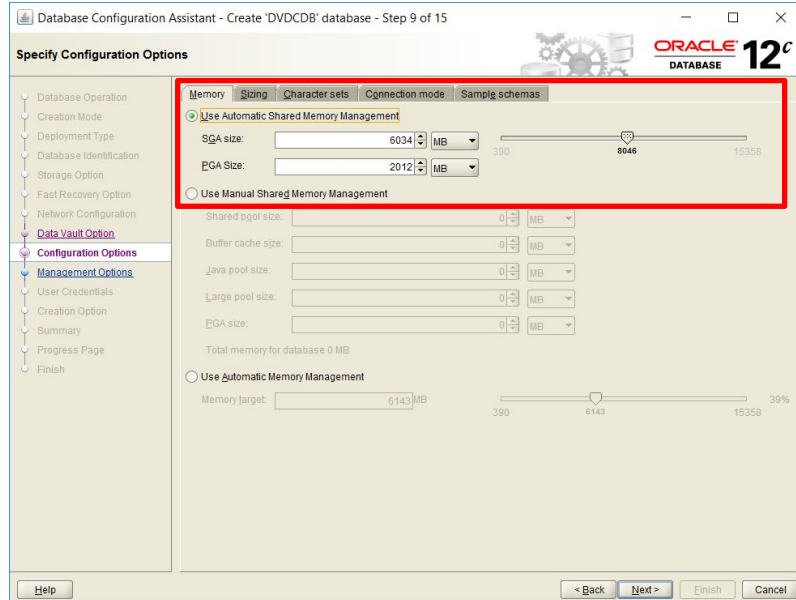 Database Configuration Assistant - Create 'DVDCDB' database - Step 9 of 15
Specify Configuration Options
ORACLE
DATABASE
12c
Database Operation
Creation Mode
Deployment Type
Database Identification
Storage Option
Fast Recovery Option
Network Configuration
Data Vault Option
Configuration Options
Management Options
User Credentials
Creation Option
Summary
Progress Page
Finish
Memory Sizing Character sets Connection mode Sample schemas
Use Automatic Shared Memory Management
SGA size: 6034 MB
390 8046 15358
PGA Size: 2012 MB
Use Manual Shared Memory Management
Shared pool size: 0 MB
Buffer cache size: 0 MB
Java pool size: 0 MB
Large pool size: 0 MB
PGA size: 0 MB
Total memory for database 0 MB
Use Automatic Memory Management
Memory target: 6143 MB 39%
390 6143 15358
Help < Back Next > Finish Cancel